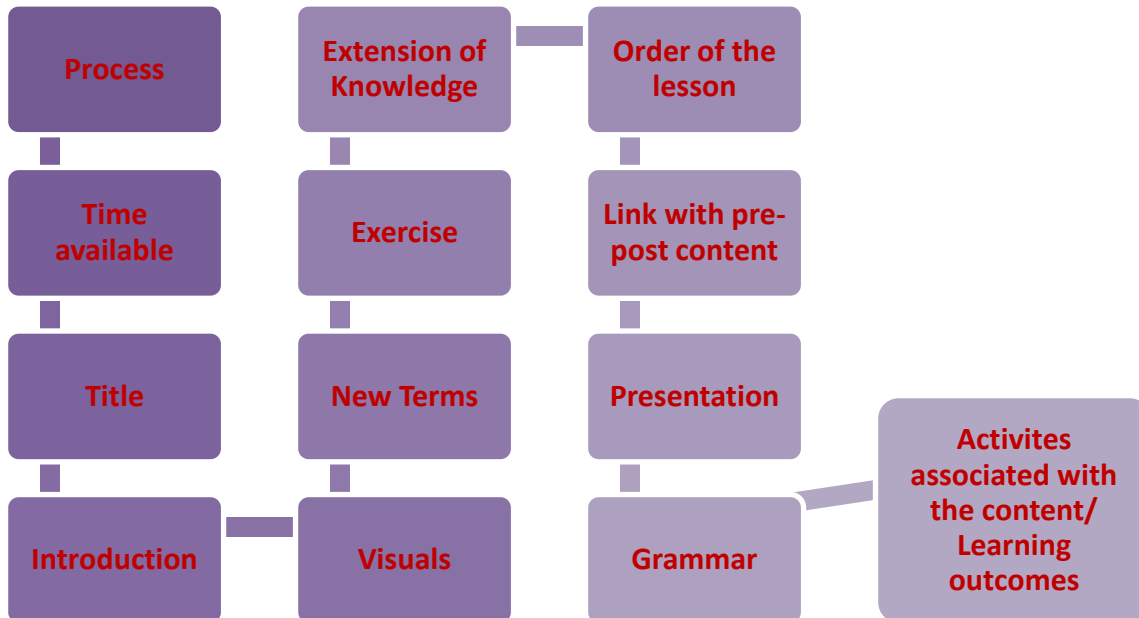 Process
Time
available
Title
Introduction
Visuals
New Terms
Exercise
Extension of
Knowledge
Order of the
lesson
Link with pre-
post content
Presentation
Grammar
Activites
associated with
the content/
Learning
outcomes